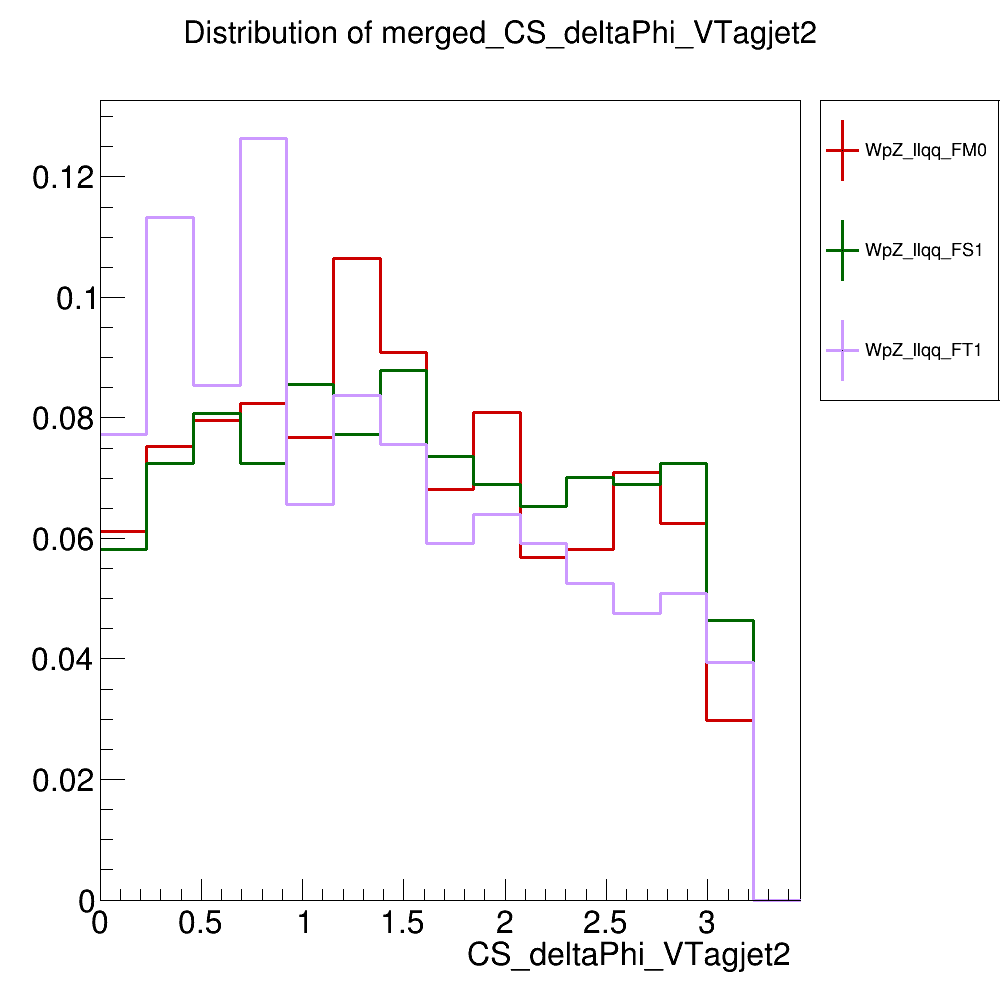 Distribution of merged_CS_deltaPhi_VTagjet2
WpZ_llqq_FM0
WpZ_llqq_FS1
WpZ_llqq_FT1
0.12
0.1
0.08
0.06
0.04
0.02
0
0 0.5 1 1.5 2 2.5 3
CS_deltaPhi_VTagjet2